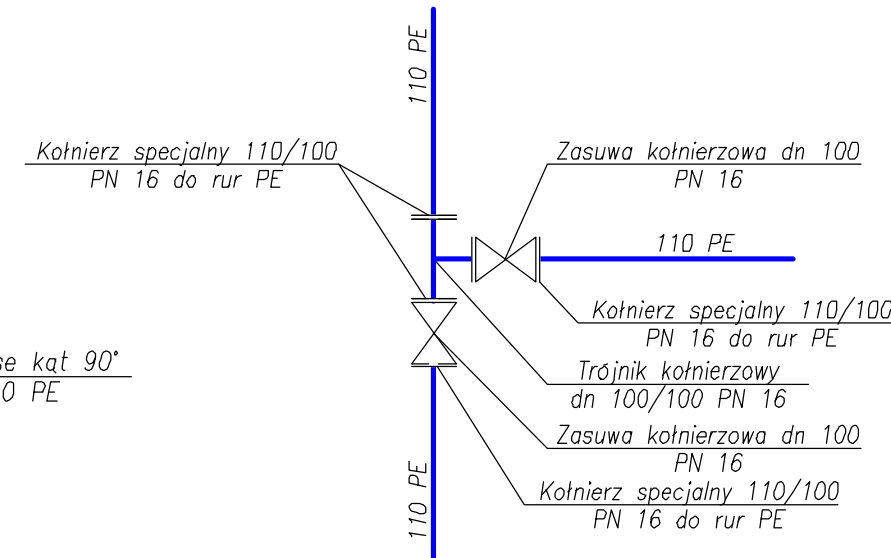 110 PE
Kołnierz specjalny 110/100
PN 16 do rur PE
Zasuwa kołnierzowa dn 100
PN 16
110 PE
Kołnierz specjalny 110/100
PN 16 do rur PE
kąt 90°
PE
Trójnik kołnierzowy
dn 100/100 PN 16
Zasuwa kołnierzowa dn 100
PN 16
110 PE
Kołnierz specjalny 110/100
PN 16 do rur PE